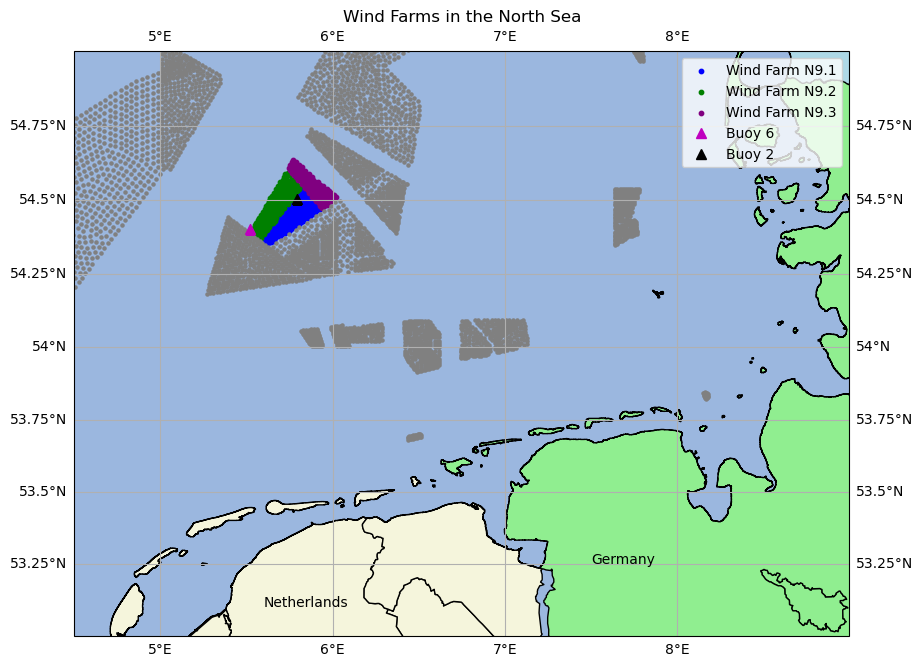 Wind Farms in the North Sea
5°E 6°E 7°E 8°E
Wind Farm N9.1
Wind Farm N9.2
Wind Farm N9.3
Buoy 6
Buoy 2
54.75°N 54.75°N
54.5°N 54.5°N
54.25°N 54.25°N
54°N 54°N
53.75°N 53.75°N
53.5°N 53.5°N
53.25°N 53.25°N
Germany
Netherlands
5°E 6°E 7°E 8°E